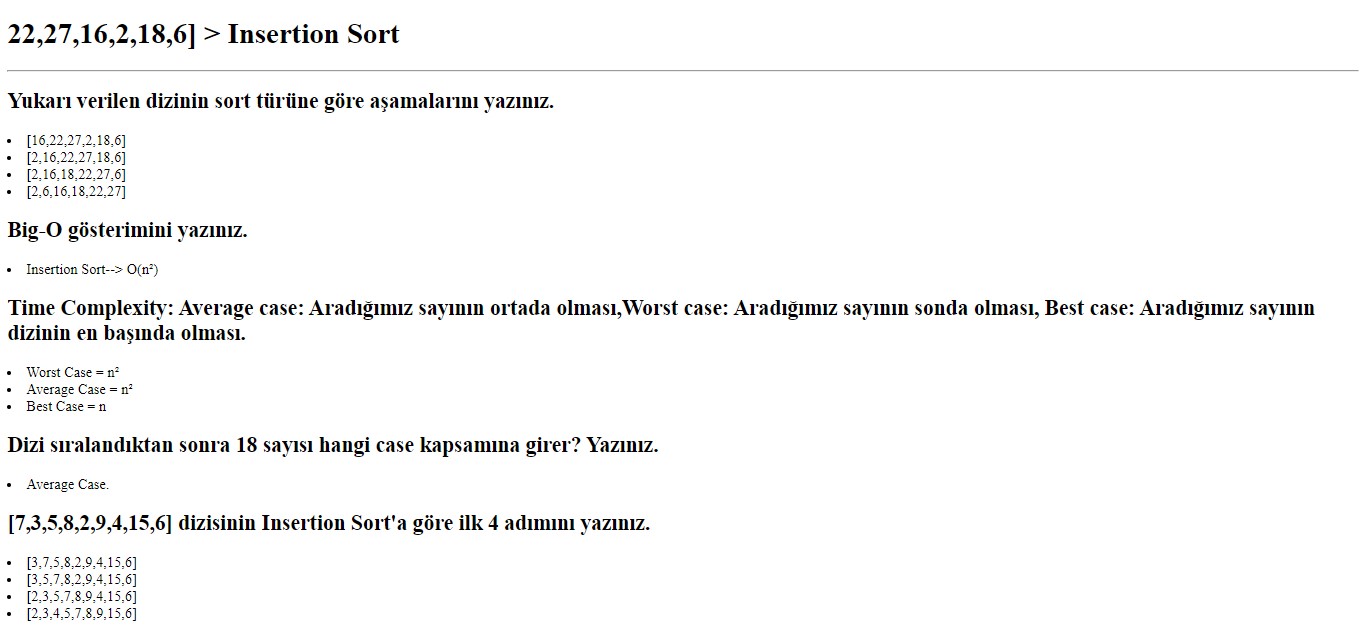 22,27,16,2,18,6] > Insertion Sort
Yukarı verilen dizinin sort türüne göre aşamalarını yazınız.
• [16,22,27,2,18,6]
• [2,16,22,27,18,6]
• [2,16,18,22,27,6]
• [2,6,16,18,22,27]
Big-O gösterimini yazınız.
• Insertion Sort--> O(n²)
Time Complexity: Average case: Aradığımız sayının ortada olması,Worst case: Aradığımız sayının sonda olması, Best case: Aradığımız sayının
dizinin en başında olması.
• Worst Case = n²
• Average Case = n²
• Best Case = n
Dizi sıralandıktan sonra 18 sayısı hangi case kapsamına girer? Yazınız.
• Average Case.
[7,3,5,8,2,9,4,15,6] dizisinin Insertion Sort'a göre ilk 4 adımını yazınız.
• [3,7,5,8,2,9,4,15,6]
• [3,5,7,8,2,9,4,15,6]
• [2,3,5,7,8,9,4,15,6]
• [2,3,4,5,7,8,9,15,6]